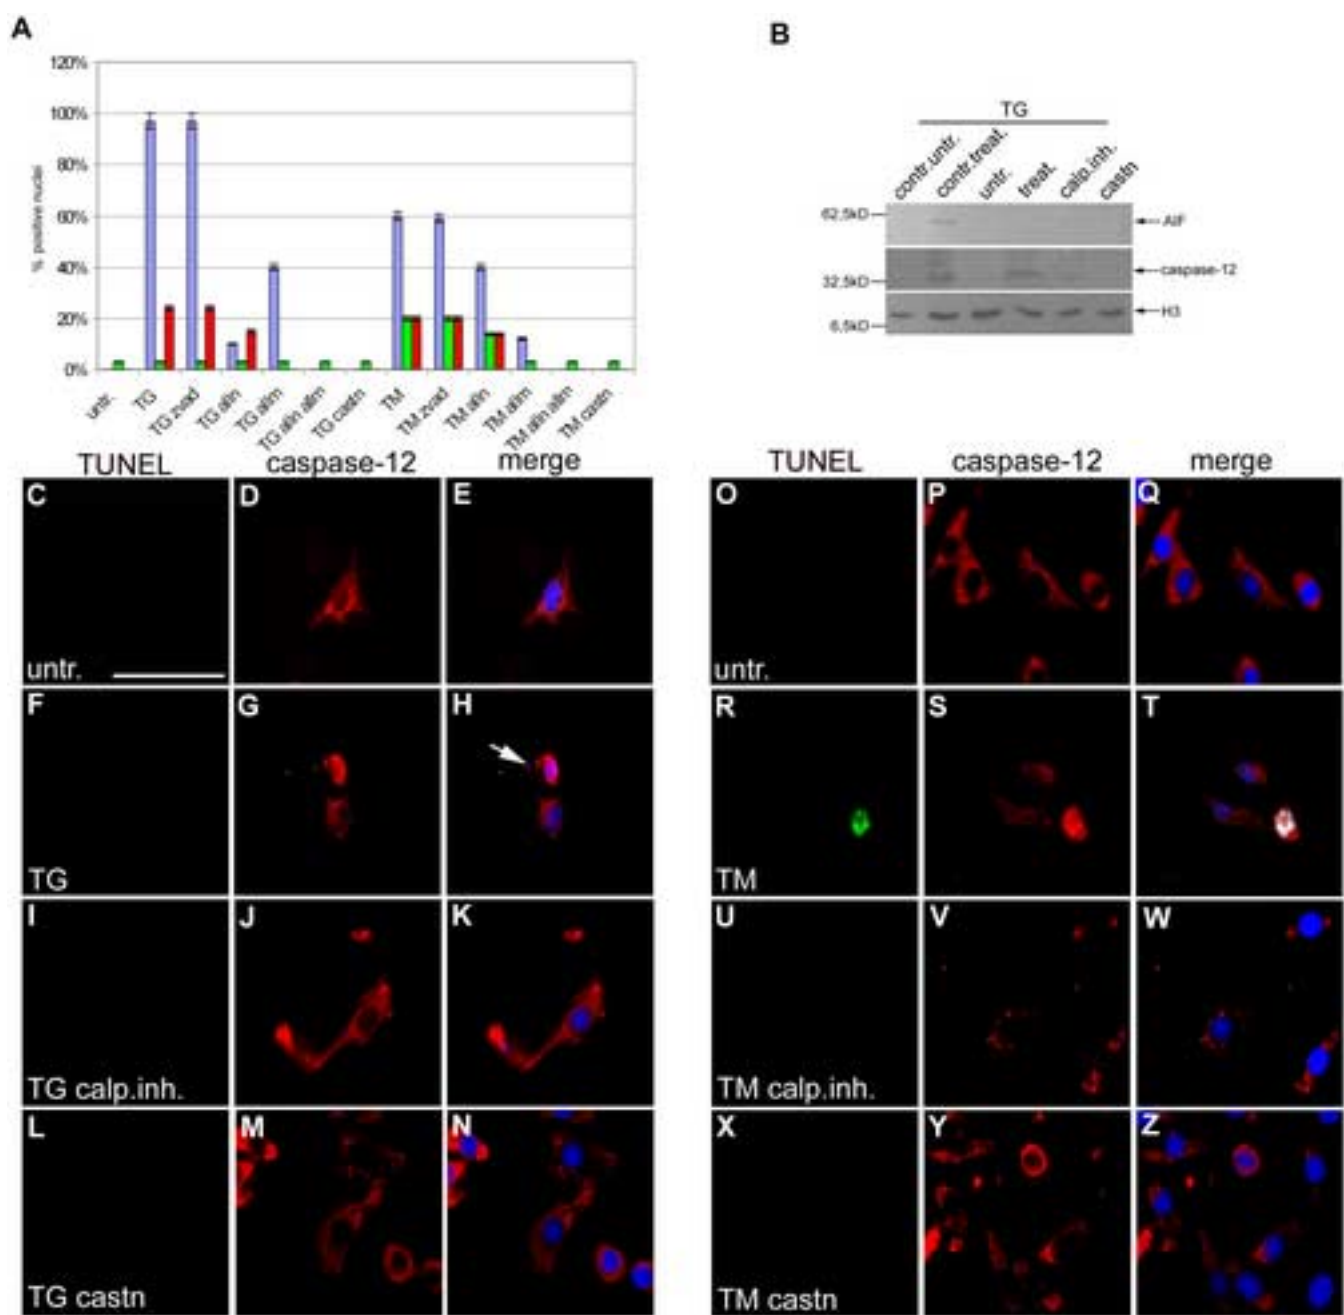 A
B
120%
100%
80%
60%
40%
20%
0%
% positive nuclei
untr.
TG
TG zvad
TG alln
TG allm
TG alln allm
TG castn
TM
TM zvad
TM alln
TM allm
TM alln allm
TM castn
TG
contr.untr.
contr.treat.
untr.
treat.
calp.inh.
castn
62.5kD
AIF
caspase-12
32.5kD
H3
6.5kD
TUNEL caspase-12 merge
TUNEL caspase-12 merge
C D E
untr.
O P Q
untr.
F G H
TG
R S T
TM
I J K
TG calp.inh.
U V W
TM calp.inh.
L M N
TG castn
X Y Z
TM castn